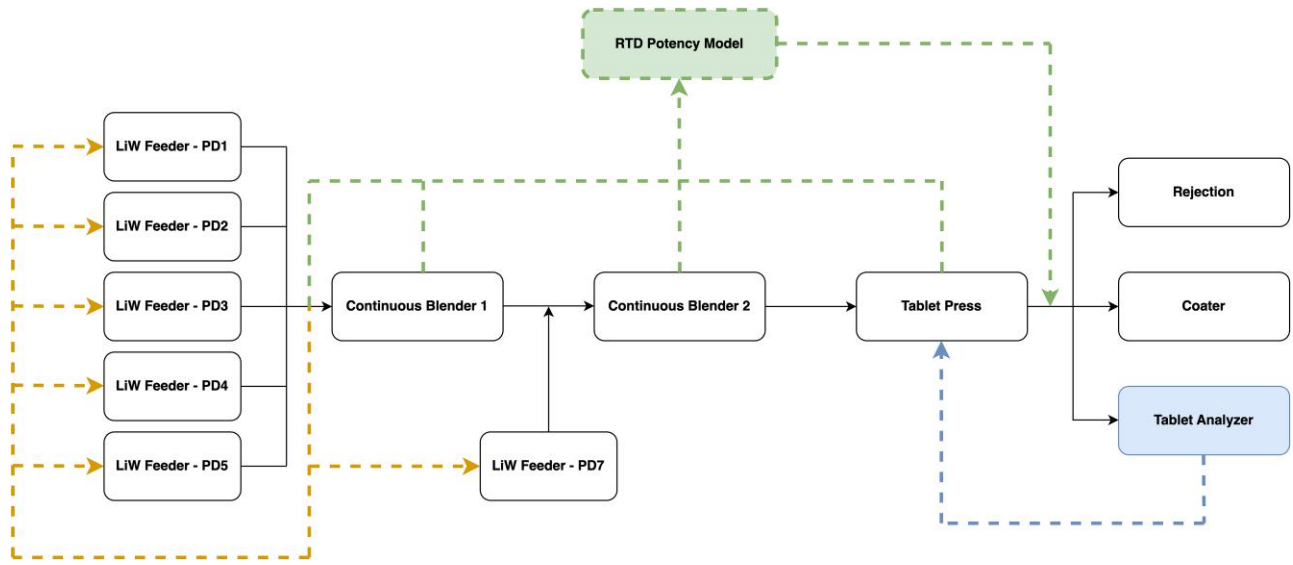 RTD Potency Model
LiW Feeder - PD1
LiW Feeder - PD2
LiW Feeder - PD3
LiW Feeder - PD4
LiW Feeder - PD5
Continuous Blender 1
LiW Feeder - PD7
Continuous Blender 2
Tablet Press
Rejection
Coater
Tablet Analyzer